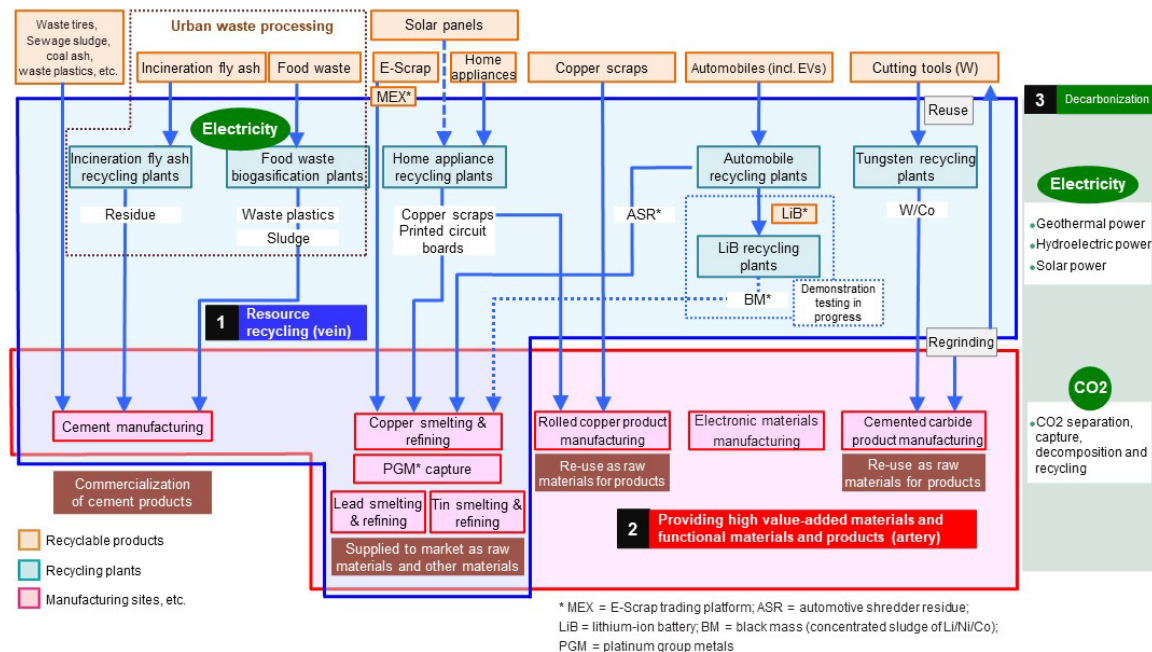 Waste tires,
Sewage sludge,
coal ash,
waste plastics, etc.
Urban waste processing
Incineration fly ash
Food waste
Solar panels
E-Scrap
MEX*
Home
appliances
Copper scraps
Automobiles (incl. EVs)
Cutting tools (W)
Reuse
3
Decarbonization
Electricity
Incineration fly ash
recycling plants
Food waste
biogasification plants
Home appliance
recycling plants
Automobile
recycling plants
Tungsten recycling
plants
Residue
Waste plastics
Sludge
Copper scraps
Printed circuit
boards
ASR*
LiB*
LiB recycling
plants
BM*
Demonstration
testing in
progress
W/Co
Electricity
Geothermal power
Hydroelectric power
Solar power
1
Resource
recycling (vein)
Regrinding
CO2
CO2 separation,
capture,
decomposition and
recycling
Cement manufacturing
Copper smelting &
refining
Rolled copper product
manufacturing
Electronic materials
manufacturing
Cemented carbide
product manufacturing
PGM* capture
Re-use as raw
materials for products
Re-use as raw
materials for products
Commercialization
of cement products
Lead smelting
& refining
Tin smelting &
refining
2
Providing high value-added materials and
functional materials and products (artery)
Supplied to market as raw
materials and other materials
Recyclable products
Recycling plants
Manufacturing sites, etc.
* MEX = E-Scrap trading platform; ASR = automotive shredder residue;
LiB = lithium-ion battery; BM = black mass (concentrated sludge of Li/Ni/Co);
PGM = platinum group metals